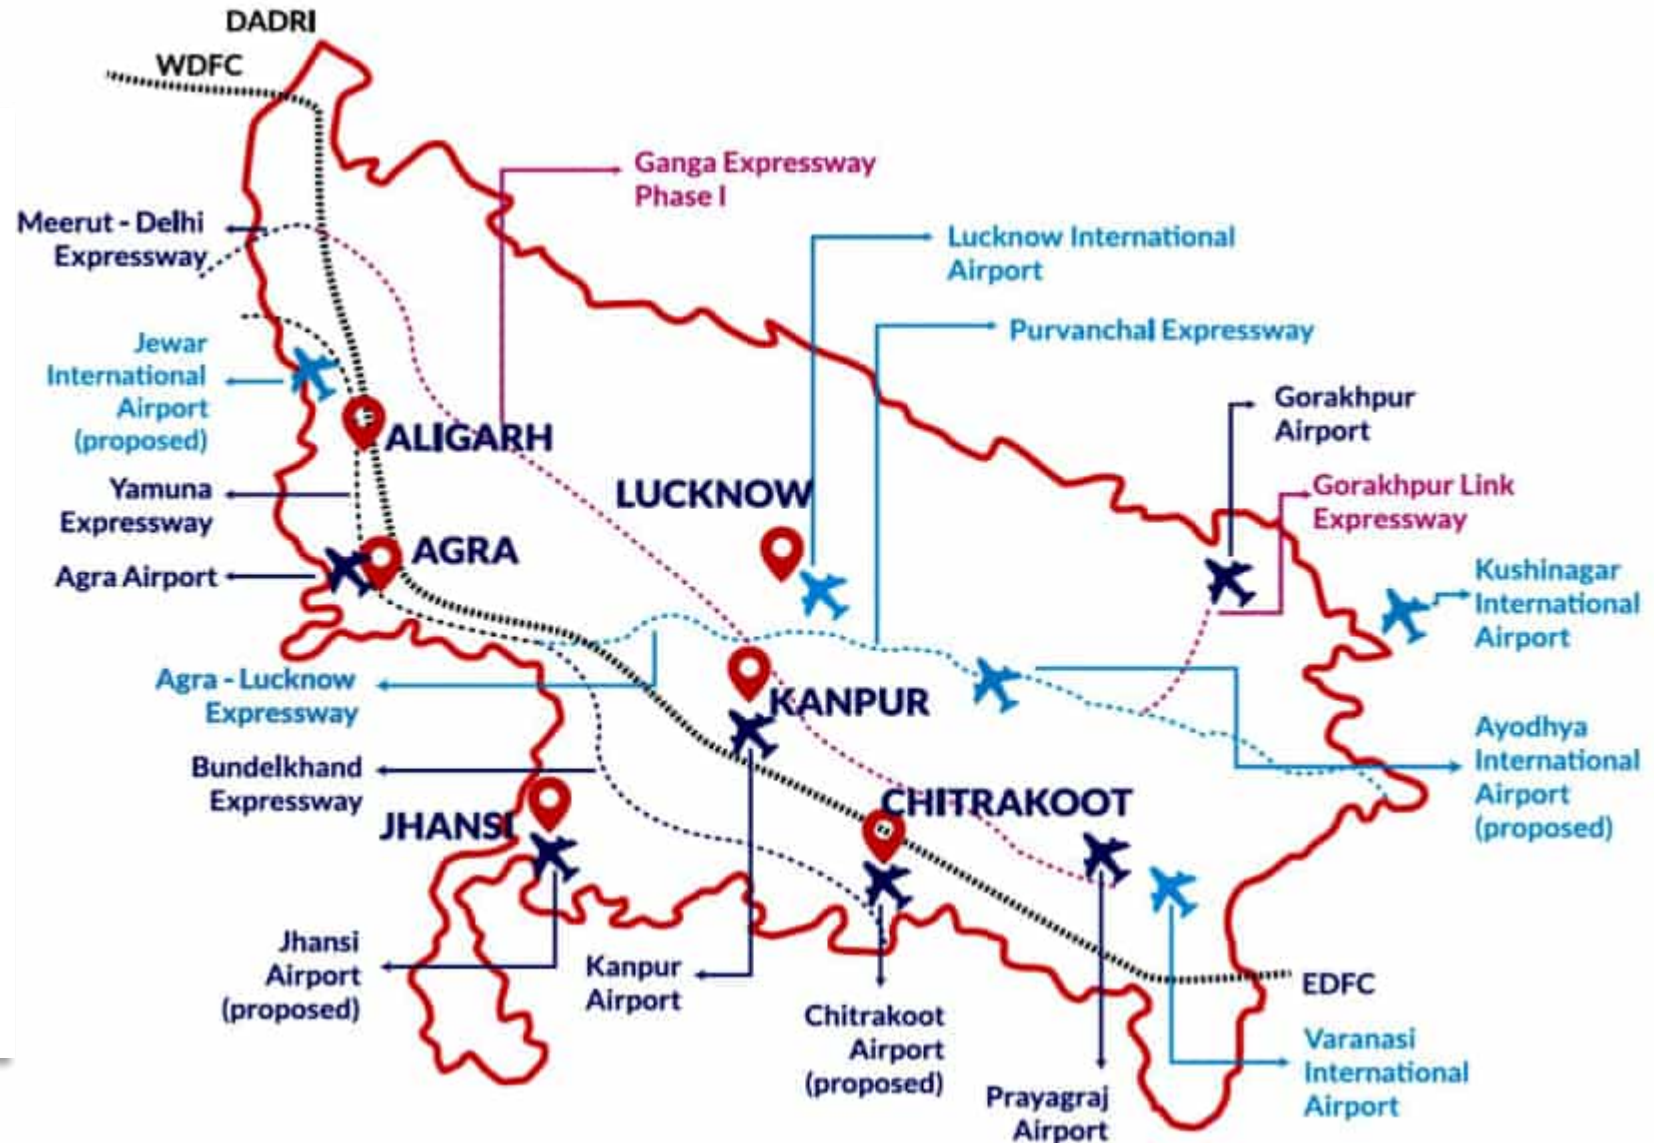 DADRI
WDFC
Ganga Expressway
Phase I
Meerut - Delhi
Expressway
Lucknow International
Airport
Purvanchal Expressway
Jewar
International
Airport
(proposed)
Gorakhpur
Airport
ALIGARH
Yamuna
Expressway
LUCKNOW
Gorakhpur Link
Expressway
AGRA
Agra Airport
Kushinagar
International
Airport
Agra - Lucknow
Expressway
KANPUR
Ayodhya
International
Airport
(proposed)
Bundelkhand
Expressway
JHANSI
CHITRAKOOT
Jhansi
Airport
(proposed)
Kanpur
Airport
EDFC
Chitrakoot
Airport
(proposed)
Varanasi
International
Airport
Prayagraj
Airport